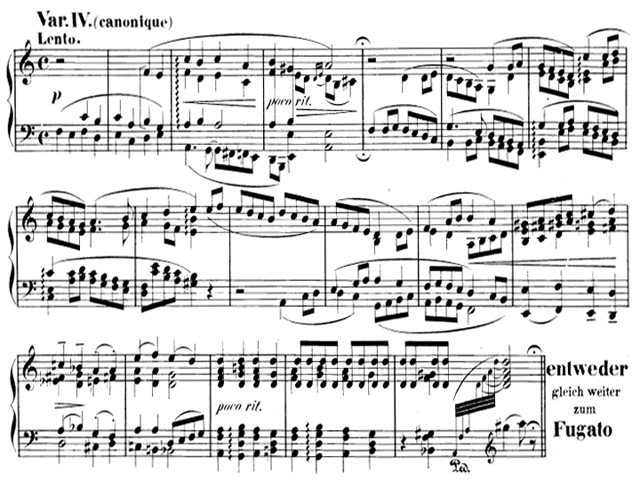 Var. IV. (canonique)
Lento.
p
poco rit.
poco rit.
Ped.
entweder
gleich weiter
zum
Fugato